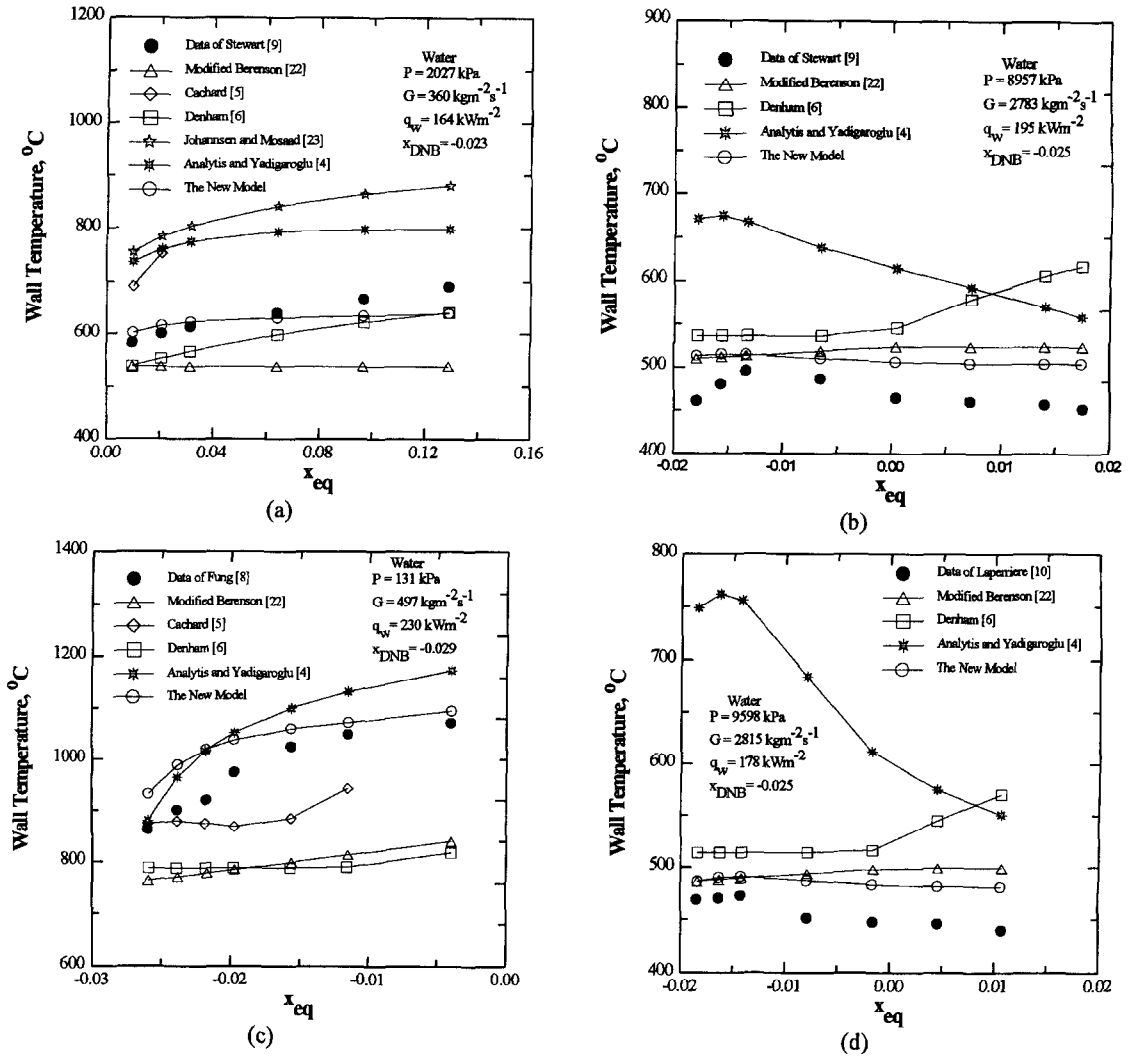 1200
1000
800
600
400
Wall Temperature, °C
Data of Stewart [9]
Modified Berenson [22]
Cachard [5]
Denham [6]
Johannsen and Mosaad [23]
Analytis and Yadigaroglu [4]
The New Model
Water
P = 2027 kPa
G = 360 kgm⁻²s⁻¹
q_w = 164 kWm⁻²
x_DNB = -0.023
0.00 0.04 0.08 0.12 0.16
x_eq
(a)
900
800
700
600
500
400
Wall Temperature, °C
Data of Stewart [9]
Modified Berenson [22]
Denham [6]
Analytis and Yadigaroglu [4]
The New Model
Water
P = 8957 kPa
G = 2783 kgm⁻²s⁻¹
q_w = 195 kWm⁻²
x_DNB = -0.025
-0.02 -0.01 0.00 0.01 0.02
x_eq
(b)
1400
1200
1000
800
600
Wall Temperature, °C
Data of Fung [8]
Modified Berenson [22]
Cachard [5]
Denham [6]
Analytis and Yadigaroglu [4]
The New Model
Water
P = 131 kPa
G = 497 kgm⁻²s⁻¹
q_w = 230 kWm⁻²
x_DNB = -0.029
-0.03 -0.02 -0.01 0.00
x_eq
(c)
800
700
600
500
400
Wall Temperature, °C
Data of Laperriere [10]
Modified Berenson [22]
Denham [6]
Analytis and Yadigaroglu [4]
The New Model
Water
P = 9598 kPa
G = 2815 kgm⁻²s⁻¹
q_w = 178 kWm⁻²
x_DNB = -0.025
-0.02 -0.01 0.00 0.01 0.02
x_eq
(d)